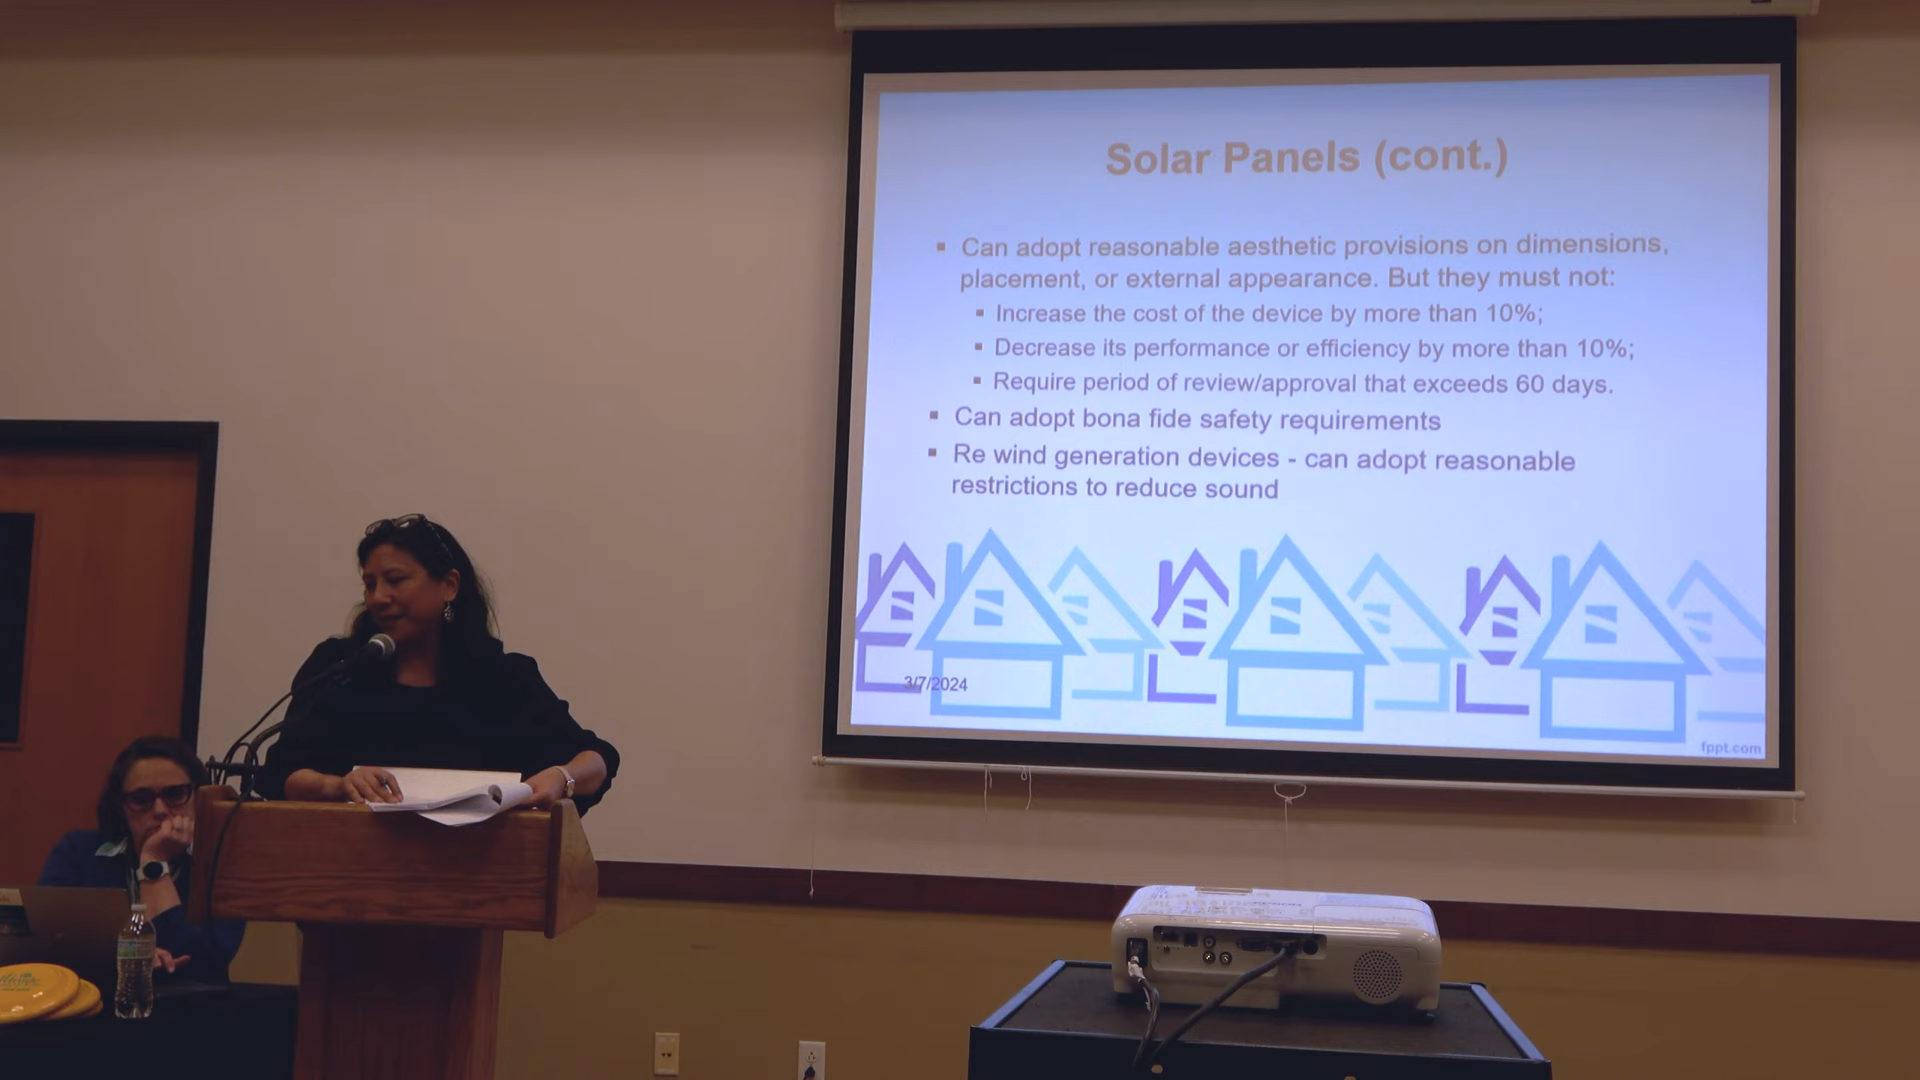 Solar Panels (cont.)
▪ Can adopt reasonable aesthetic provisions on dimensions,
placement, or external appearance. But they must not:
▪ Increase the cost of the device by more than 10%;
▪ Decrease its performance or efficiency by more than 10%;
▪ Require period of review/approval that exceeds 60 days.
▪ Can adopt bona fide safety requirements
▪ Re wind generation devices - can adopt reasonable
restrictions to reduce sound
3/7/2024
fppt.com